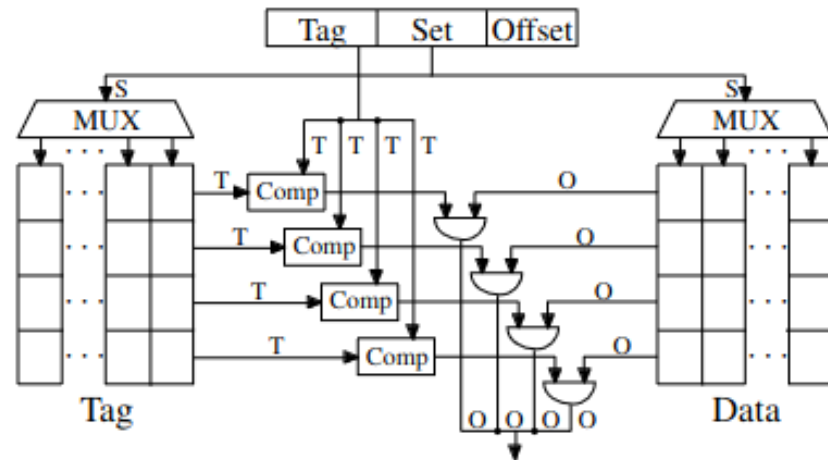 Tag Set Offset
S S
MUX MUX
. . . . . .
T T T T
T Comp O
. . . . . .
T Comp O
. . . . . .
T Comp O
. . . . . .
T Comp O
. . . . . .
Tag O O O O Data